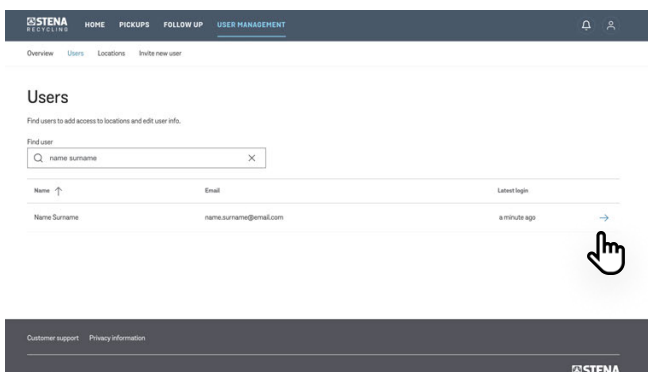 STENA HOME PICKUPS FOLLOW UP USER MANAGEMENT
RECYCLING
Overview Users Locations Invite new user
Users
Find users to add access to locations and edit user info.
Find user
name surname
Name Email Latest login
Name Surname name.surname@email.com a minute ago
Customer support Privacy information
STENA